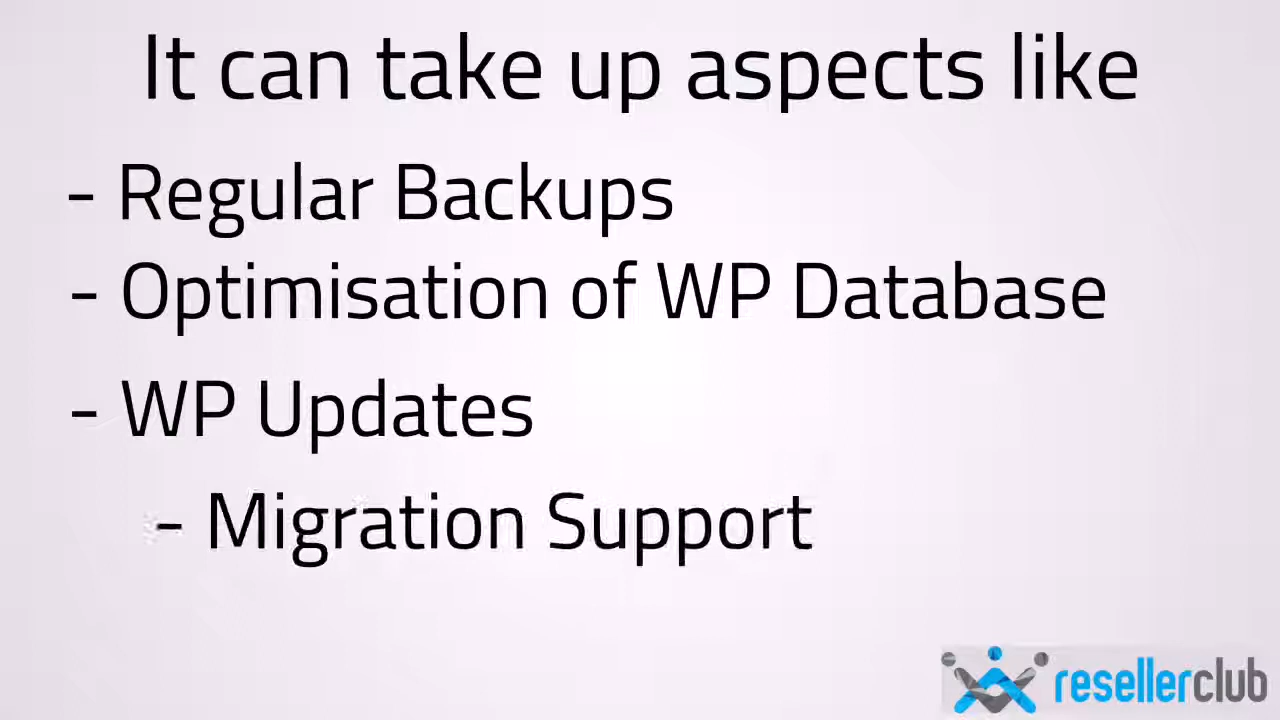 It can take up aspects like
- Regular Backups
- Optimisation of WP Database
- WP Updates
- Migration Support
resellerclub